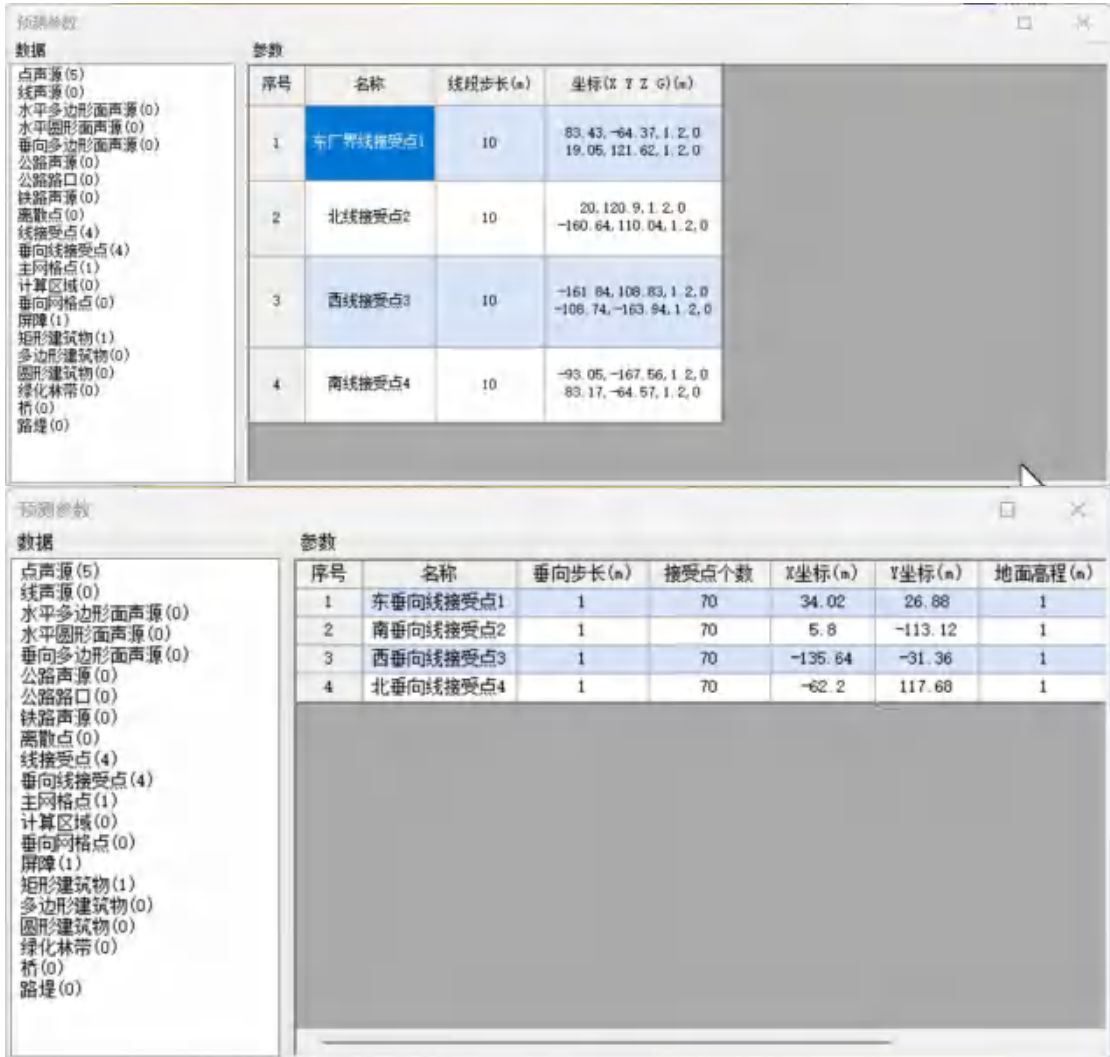 预测参数
数据
点声源(5)
线声源(0)
水平多边形面声源(0)
水平圆形面声源(0)
垂向多边形面声源(0)
公路声源(0)
公路路口(0)
铁路声源(0)
离散点(0)
线接受点(4)
垂向线接受点(4)
主网格点(1)
计算区域(0)
垂向网格点(0)
屏障(1)
矩形建筑物(1)
多边形建筑物(0)
圆形建筑物(0)
绿化林带(0)
桥(0)
路堤(0)
参数
序号 名称 线段步长(m) 坐标(X Y Z G)(m)
1 东厂界线接受点1 10 83.43,-64.37,1.2,0
19.05,121.62,1.2,0
2 北线接受点2 10 20,120.9,1.2,0
-160.64,110.04,1.2,0
3 西线接受点3 10 -161.84,108.83,1.2,0
-108.74,-163.94,1.2,0
4 南线接受点4 10 -93.05,-167.56,1.2,0
83.17,-64.57,1.2,0
预测参数
数据
点声源(5)
线声源(0)
水平多边形面声源(0)
水平圆形面声源(0)
垂向多边形面声源(0)
公路声源(0)
公路路口(0)
铁路声源(0)
离散点(0)
线接受点(4)
垂向线接受点(4)
主网格点(1)
计算区域(0)
垂向网格点(0)
屏障(1)
矩形建筑物(1)
多边形建筑物(0)
圆形建筑物(0)
绿化林带(0)
桥(0)
路堤(0)
参数
序号 名称 垂向步长(m) 接受点个数 X坐标(m) Y坐标(m) 地面高程(m)
1 东垂向线接受点1 1 70 34.02 26.88 1
2 南垂向线接受点2 1 70 5.8 -113.12 1
3 西垂向线接受点3 1 70 -135.64 -31.36 1
4 北垂向线接受点4 1 70 -62.2 117.68 1